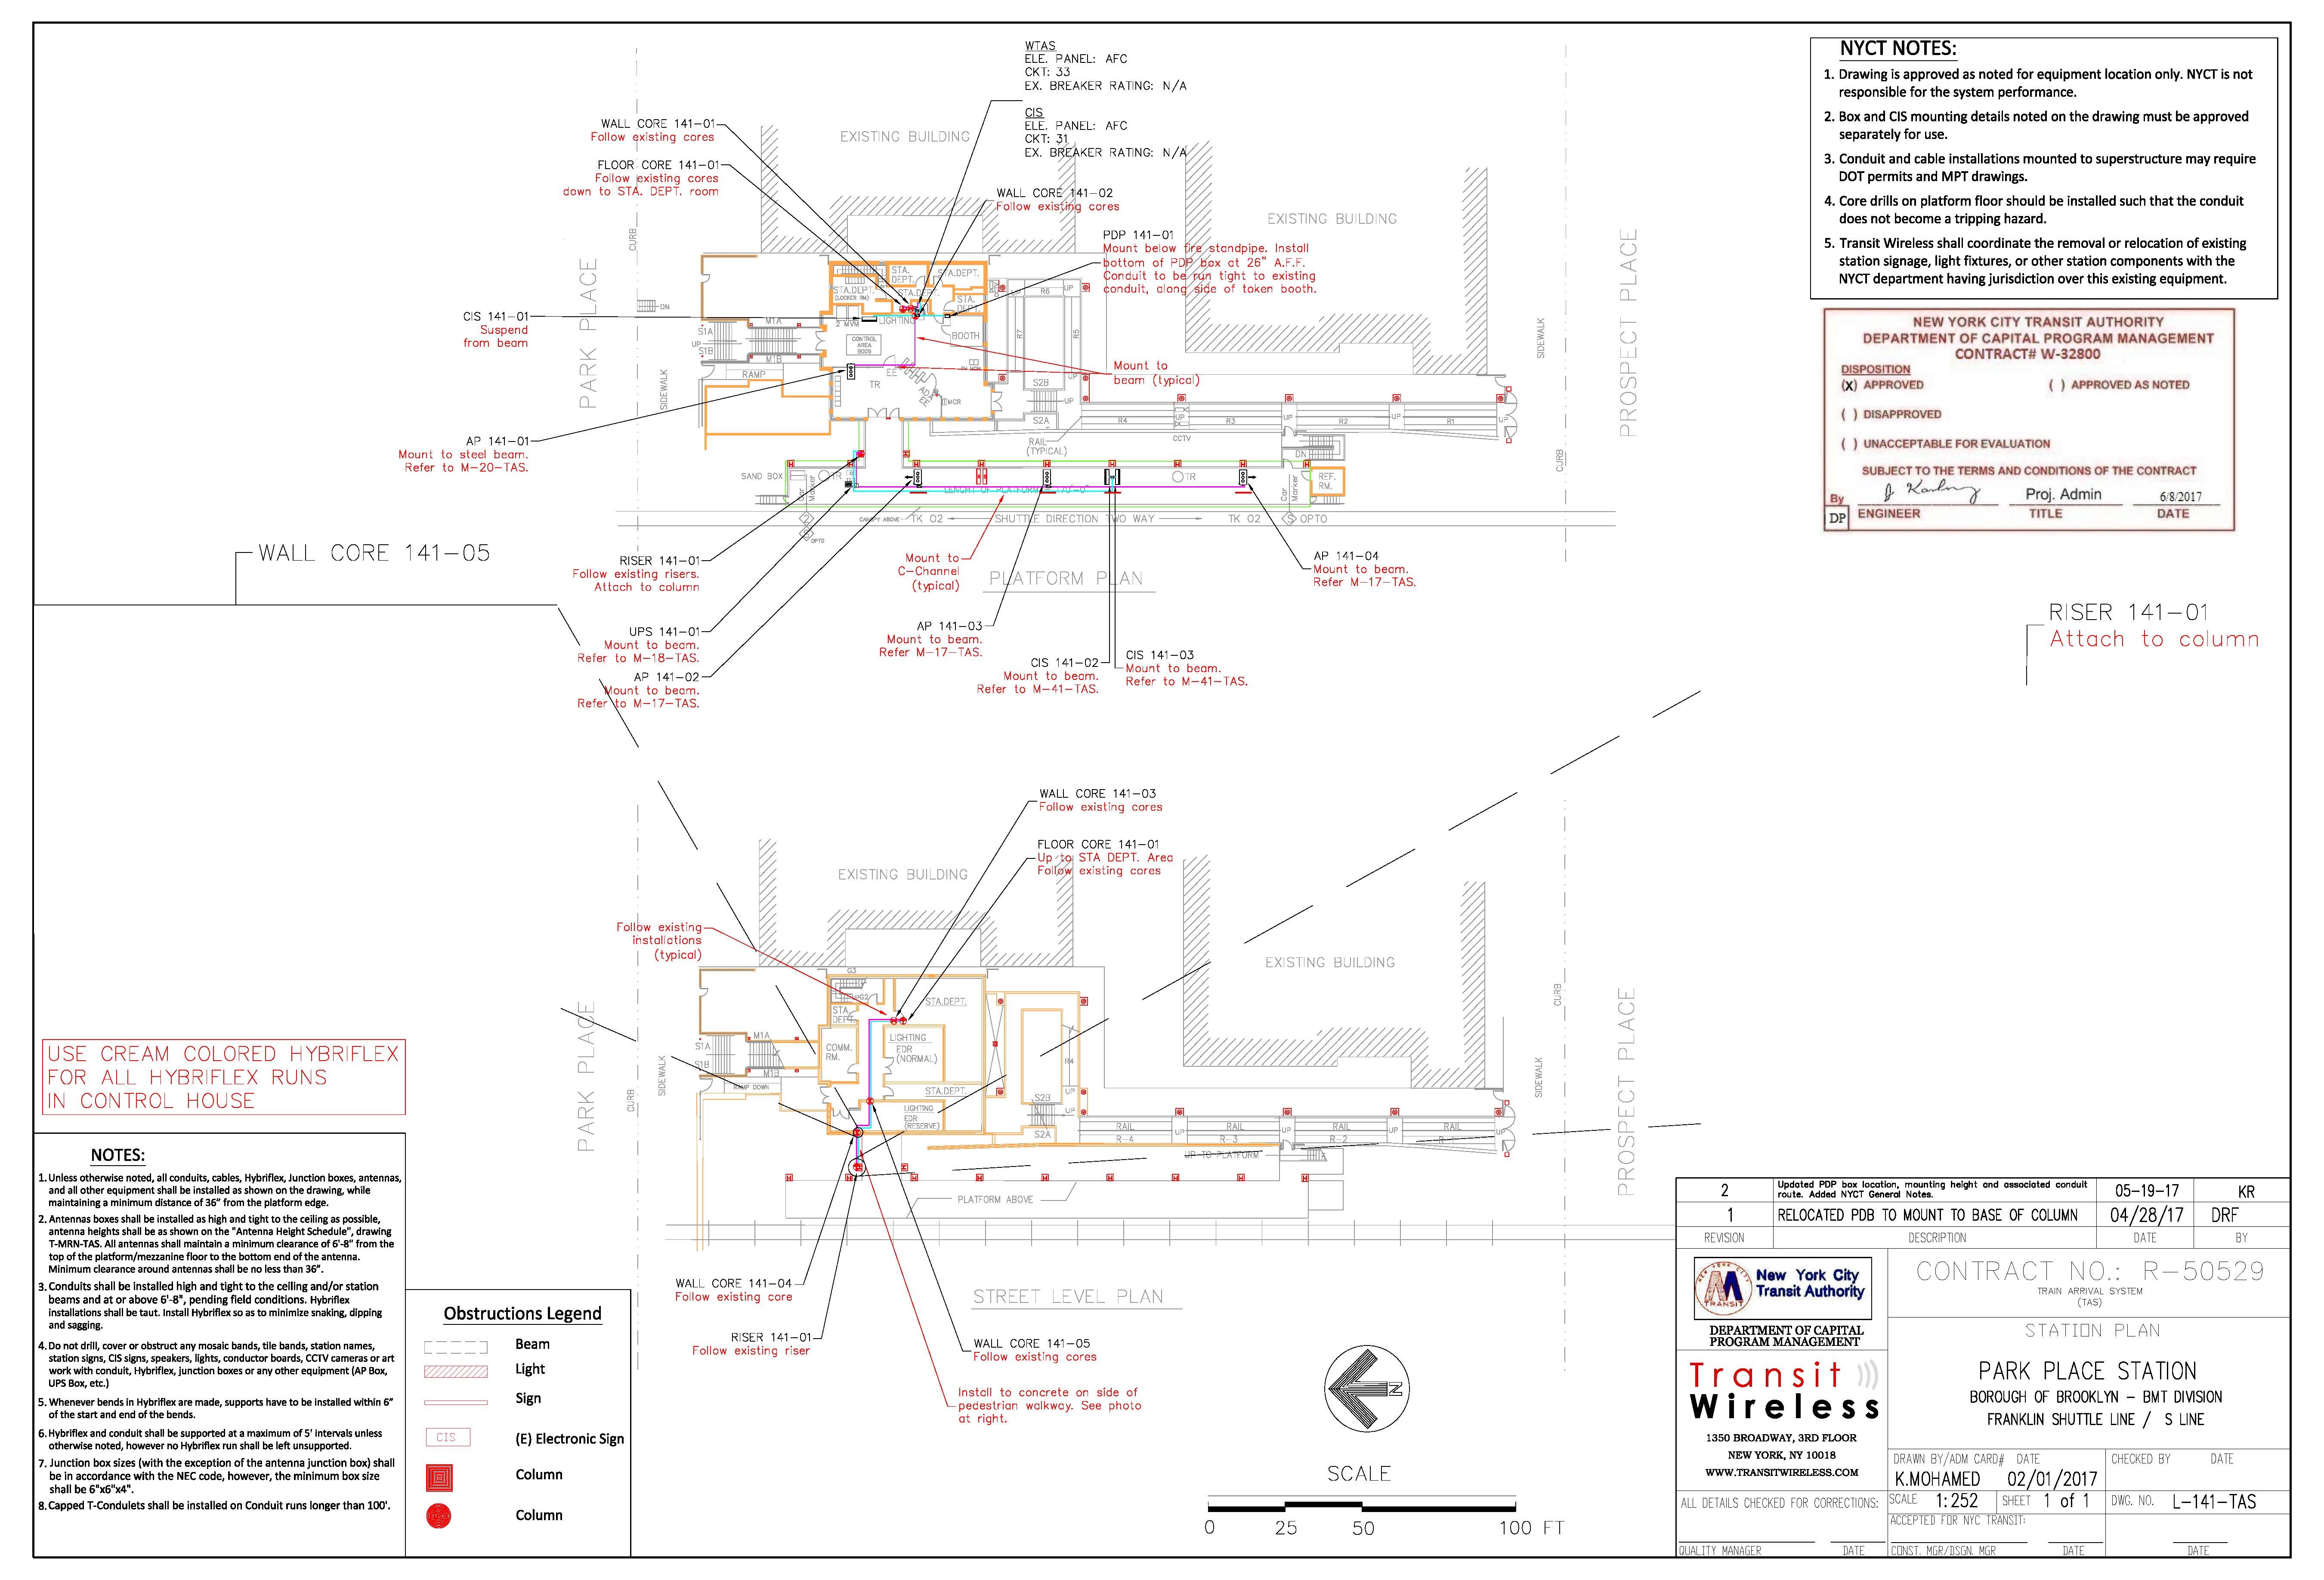 WTAS
ELE. PANEL: AFC
CKT: 33
EX. BREAKER RATING: N/A
CIS
ELE. PANEL: AFC
CKT: 31
EX. BREAKER RATING: N/A
WALL CORE 141-01
Follow existing cores
FLOOR CORE 141-01
Follow existing cores
down to STA. DEPT. room
EXISTING BUILDING
WALL CORE 141-02
Follow existing cores
EXISTING BUILDING
PDP 141-01
Mount below fire standpipe. Install
bottom of PDP box at 26" A.F.F.
Conduit to be run tight to existing
conduit, along side of token booth.
CURB
PARK PLACE
SIDEWALK
DN
CIS 141-01
Suspend
from beam
STA.
DEPT.
STA.DEPT.
STA.DEPT.
(LOCKER RM)
STA.DEPT.
STA.
DEPT.
2 MVM
LIGHTING
BOOTH
CONTROL
AREA
9009
M1A
S1A
UP
S1B
M1B
RAMP
TR
EE
MCR
UP
R6
UP
R7
R5
S2B
UP
UP
S2A
Mount to
beam (typical)
UP
R4
UP
R3
UP
R2
UP
R1
UP
CCTV
RAIL
(TYPICAL)
DN
SIDEWALK
CURB
PROSPECT PLACE
AP 141-01
Mount to steel beam.
Refer to M-20-TAS.
SAND BOX
TR
Car
Marker
LENGHT OF PLATFORM 170'-0"
TR
Car
Marker
REF.
RM.
CANOPY ABOVE
TK 02
SHUTTLE DIRECTION TWO WAY
TK 02
OPTO
OPTO
WALL CORE 141-05
RISER 141-01
Follow existing risers.
Attach to column
Mount to
C-Channel
(typical)
PLATFORM PLAN
AP 141-04
Mount to beam.
Refer M-17-TAS.
UPS 141-01
Mount to beam.
Refer to M-18-TAS.
AP 141-02
Mount to beam.
Refer to M-17-TAS.
AP 141-03
Mount to beam.
Refer M-17-TAS.
CIS 141-02
Mount to beam.
Refer to M-41-TAS.
CIS 141-03
Mount to beam.
Refer to M-41-TAS.
RISER 141-01
Attach to column
NYCT NOTES:
1. Drawing is approved as noted for equipment location only. NYCT is not
responsible for the system performance.
2. Box and CIS mounting details noted on the drawing must be approved
separately for use.
3. Conduit and cable installations mounted to superstructure may require
DOT permits and MPT drawings.
4. Core drills on platform floor should be installed such that the conduit
does not become a tripping hazard.
5. Transit Wireless shall coordinate the removal or relocation of existing
station signage, light fixtures, or other station components with the
NYCT department having jurisdiction over this existing equipment.
NEW YORK CITY TRANSIT AUTHORITY
DEPARTMENT OF CAPITAL PROGRAM MANAGEMENT
CONTRACT# W-32800
DISPOSITION
(X) APPROVED
( ) APPROVED AS NOTED
( ) DISAPPROVED
( ) UNACCEPTABLE FOR EVALUATION
SUBJECT TO THE TERMS AND CONDITIONS OF THE CONTRACT
By
Proj. Admin
6/8/2017
DP
ENGINEER
TITLE
DATE
WALL CORE 141-03
Follow existing cores
FLOOR CORE 141-01
Up to STA DEPT. Area
Follow existing cores
EXISTING BUILDING
Follow existing
installations
(typical)
EXISTING BUILDING
PARK PLACE
CURB
SIDEWALK
G3
G2
STA.
DEPT.
STA.DEPT.
LIGHTING
EDR
(NORMAL)
COMM.
RM.
M1A
S1A
S1B
M1B
RAMP DOWN
STA.DEPT.
LIGHTING
EDR
(RESERVE)
R4
UP
S2B
UP
S2A
RAIL
R-4
UP
RAIL
R-3
UP
RAIL
R-2
UP
RAIL
UP
UP TO PLATFORM
PLATFORM ABOVE
CURB
SIDEWALK
PROSPECT PLACE
WALL CORE 141-04
Follow existing core
RISER 141-01
Follow existing riser
STREET LEVEL PLAN
WALL CORE 141-05
Follow existing cores
Install to concrete on side of
pedestrian walkway. See photo
at right.
N
SCALE
0 25 50 100 FT
USE CREAM COLORED HYBRIFLEX
FOR ALL HYBRIFLEX RUNS
IN CONTROL HOUSE
NOTES:
1. Unless otherwise noted, all conduits, cables, Hybriflex, Junction boxes, antennas,
and all other equipment shall be installed as shown on the drawing, while
maintaining a minimum distance of 36" from the platform edge.
2. Antennas boxes shall be installed as high and tight to the ceiling as possible,
antenna heights shall be as shown on the "Antenna Height Schedule", drawing
T-MRN-TAS. All antennas shall maintain a minimum clearance of 6'-8" from the
top of the platform/mezzanine floor to the bottom end of the antenna.
Minimum clearance around antennas shall be no less than 36".
3. Conduits shall be installed high and tight to the ceiling and/or station
beams and at or above 6'-8", pending field conditions. Hybriflex
installations shall be taut. Install Hybriflex so as to minimize snaking, dipping
and sagging.
4. Do not drill, cover or obstruct any mosaic bands, tile bands, station names,
station signs, CIS signs, speakers, lights, conductor boards, CCTV cameras or art
work with conduit, Hybriflex, junction boxes or any other equipment (AP Box,
UPS Box, etc.)
5. Whenever bends in Hybriflex are made, supports have to be installed within 6"
of the start and end of the bends.
6. Hybriflex and conduit shall be supported at a maximum of 5' intervals unless
otherwise noted, however no Hybriflex run shall be left unsupported.
7. Junction box sizes (with the exception of the antenna junction box) shall
be in accordance with the NEC code, however, the minimum box size
shall be 6"x6"x4".
8. Capped T-Condulets shall be installed on Conduit runs longer than 100'.
Obstructions Legend
Beam
Light
Sign
CIS
(E) Electronic Sign
Column
Column
2
Updated PDP box location, mounting height and associated conduit
route. Added NYCT General Notes.
05-19-17
KR
1
RELOCATED PDB TO MOUNT TO BASE OF COLUMN
04/28/17
DRF
REVISION
DESCRIPTION
DATE
BY
New York City
Transit Authority
DEPARTMENT OF CAPITAL
PROGRAM MANAGEMENT
Transit
Wireless
1350 BROADWAY, 3RD FLOOR
NEW YORK, NY 10018
WWW.TRANSITWIRELESS.COM
ALL DETAILS CHECKED FOR CORRECTIONS:
QUALITY MANAGER
DATE
CONTRACT NO.: R-50529
TRAIN ARRIVAL SYSTEM
(TAS)
STATION PLAN
PARK PLACE STATION
BOROUGH OF BROOKLYN - BMT DIVISION
FRANKLIN SHUTTLE LINE / S LINE
DRAWN BY/ADM CARD# DATE
K.MOHAMED 02/01/2017
CHECKED BY DATE
SCALE 1:252
SHEET 1 of 1
DWG. NO. L-141-TAS
ACCEPTED FOR NYC TRANSIT:
CONST. MGR/DSGN. MGR
DATE
DATE